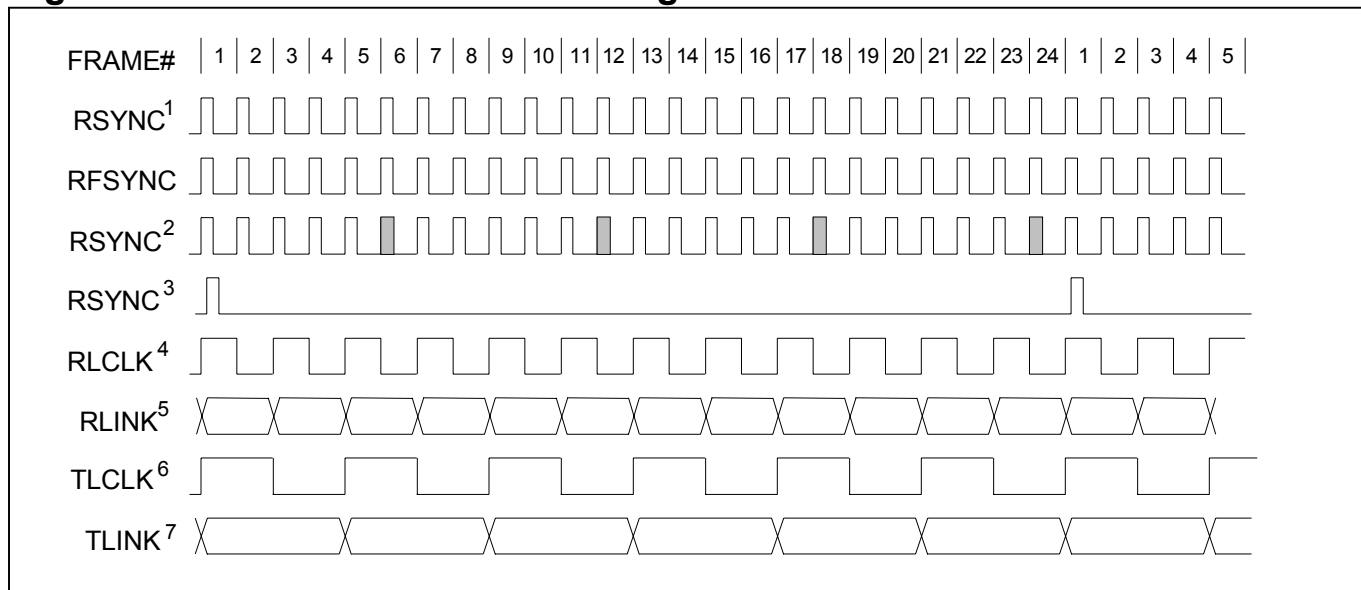 FRAME# 1 2 3 4 5 6 7 8 9 10 11 12 13 14 15 16 17 18 19 20 21 22 23 24 1 2 3 4 5
RSYNC1
RFSYNC
RSYNC2
RSYNC3
RLCLK4
RLINK5
TLCLK6
TLINK7